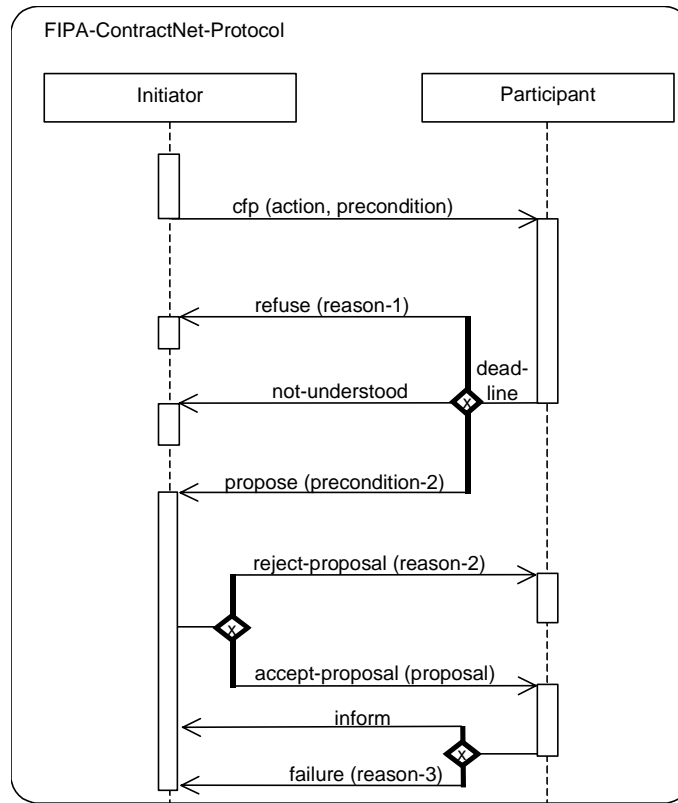 FIPA-ContractNet-Protocol
Initiator
Participant
cfp (action, precondition)
refuse (reason-1)
dead-
line
not-understood
x
propose (precondition-2)
reject-proposal (reason-2)
x
accept-proposal (proposal)
inform
x
failure (reason-3)